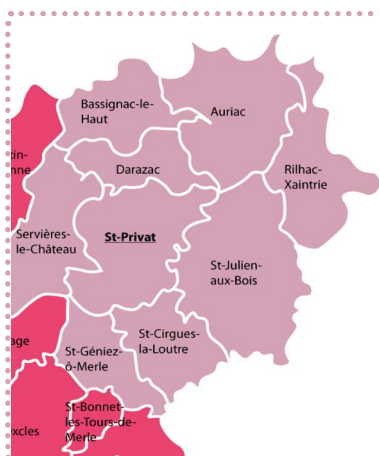 Bassignac-le-
Haut
Auriac
Darazac
Rilhac-
Xaintrie
Servières-
le-Château
St-Privat
St-Julien-
aux-Bois
St-Cirgues-
la-Loutre
St-Géniez-
ô-Merle
St-Bonnet-
les-Tours-de-
Merle